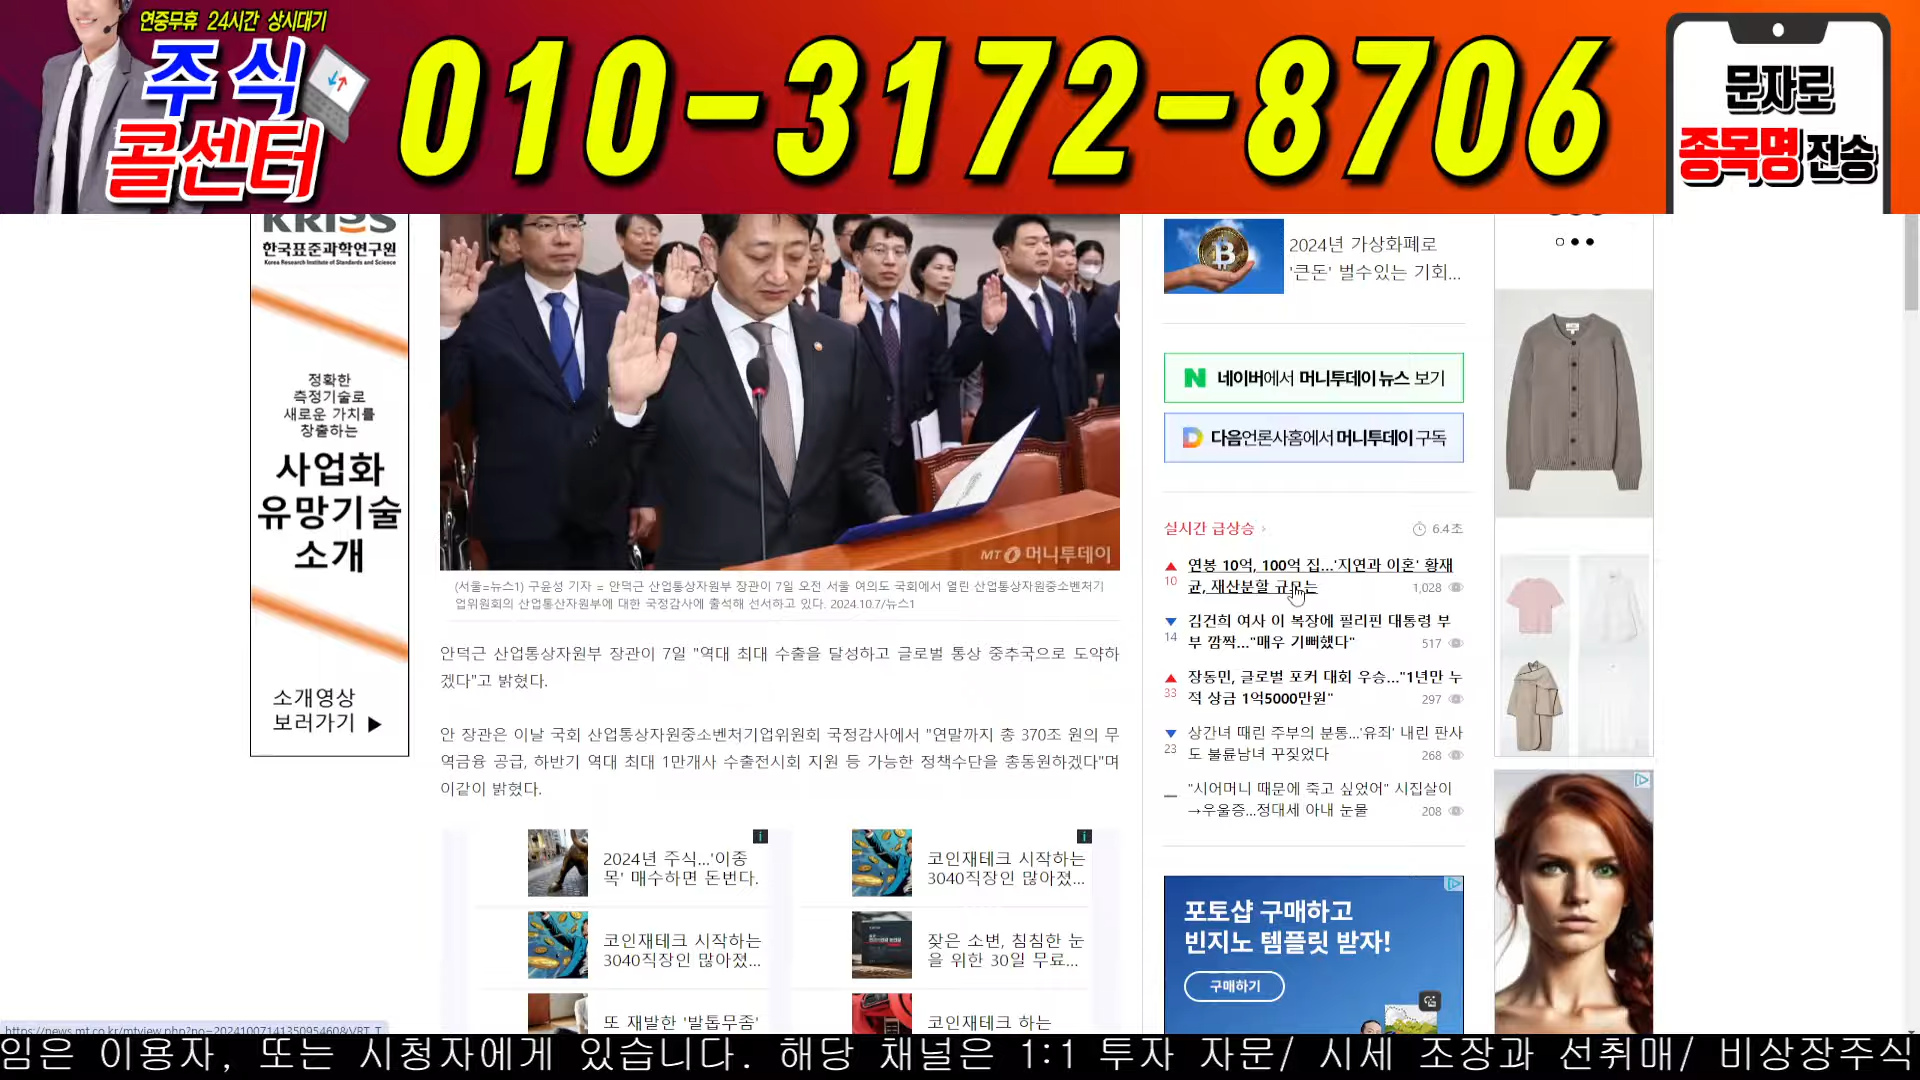 연중무휴 24시간 상시대기
주식
콜센터
010-3172-8706
문자로
종목명 전송
KRISS
한국표준과학연구원
Korea Research Institute of Standards and Science
정확한
측정기술로
새로운 가치를
창출하는
사업화
유망기술
소개
소개영상
보러가기 ▶
MT 머니투데이
(서울=뉴스1) 구윤성 기자 = 안덕근 산업통상자원부 장관이 7일 오전 서울 여의도 국회에서 열린 산업통상자원중소벤처기
업위원회의 산업통산자원부에 대한 국정감사에 출석해 선서하고 있다. 2024.10.7/뉴스1
안덕근 산업통상자원부 장관이 7일 "역대 최대 수출을 달성하고 글로벌 통상 중추국으로 도약하
겠다"고 밝혔다.
안 장관은 이날 국회 산업통상자원중소벤처기업위원회 국정감사에서 "연말까지 총 370조 원의 무
역금융 공급, 하반기 역대 최대 1만개사 수출전시회 지원 등 가능한 정책수단을 총동원하겠다"며
이같이 밝혔다.
2024년 주식...'이종
목' 매수하면 돈번다.
코인재테크 시작하는
3040직장인 많아졌...
코인재테크 시작하는
3040직장인 많아졌...
잦은 소변, 침침한 눈
을 위한 30일 무료...
또 재발한 '발톱무좀'
코인재테크 하는
2024년 가상화폐로
'큰돈' 벌수있는 기회...
네이버에서 머니투데이 뉴스 보기
다음언론사홈에서 머니투데이 구독
실시간 급상승 ›
6.4초
10
연봉 10억, 100억 집...'지연과 이혼' 황재
균, 재산분할 규모는
1,028
14
김건희 여사 이 복장에 필리핀 대통령 부
부 깜짝..."매우 기뻐했다"
517
33
장동민, 글로벌 포커 대회 우승..."1년만 누
적 상금 1억5000만원"
297
23
상간녀 때린 주부의 분통...'유죄' 내린 판사
도 불륜남녀 꾸짖었다
268
"시어머니 때문에 죽고 싶었어" 시집살이
→우울증...정대세 아내 눈물
208
포토샵 구매하고
빈지노 템플릿 받자!
구매하기
https://news.mt.co.kr/mtview.php?no=2024100714135095460&VRT_T
임은 이용자, 또는 시청자에게 있습니다. 해당 채널은 1:1 투자 자문/ 시세 조장과 선취매/ 비상장주식